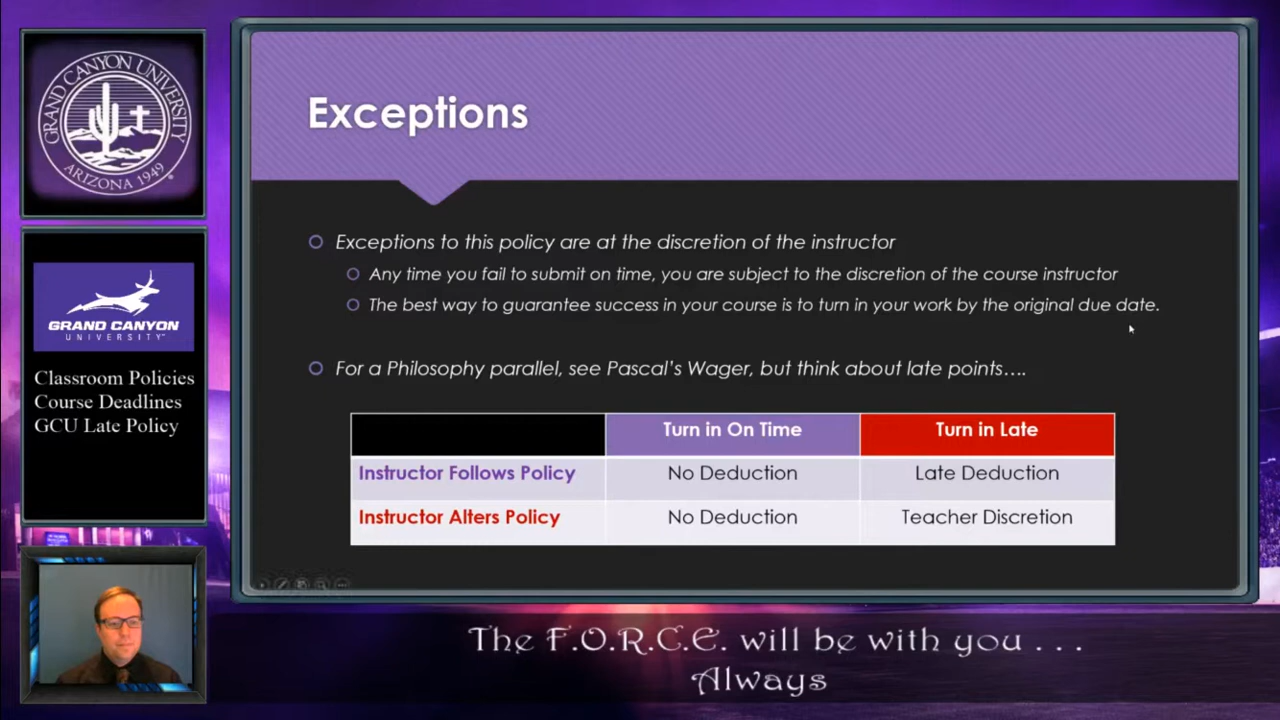 GRAND CANYON UNIVERSITY
ARIZONA 1949
GRAND CANYON
UNIVERSITY™
Classroom Policies
Course Deadlines
GCU Late Policy
Exceptions
Exceptions to this policy are at the discretion of the instructor
Any time you fail to submit on time, you are subject to the discretion of the course instructor
The best way to guarantee success in your course is to turn in your work by the original due date.
For a Philosophy parallel, see Pascal's Wager, but think about late points....
Turn in On Time Turn in Late
Instructor Follows Policy No Deduction Late Deduction
Instructor Alters Policy No Deduction Teacher Discretion
The F.O.R.C.E. will be with you . . .
Always